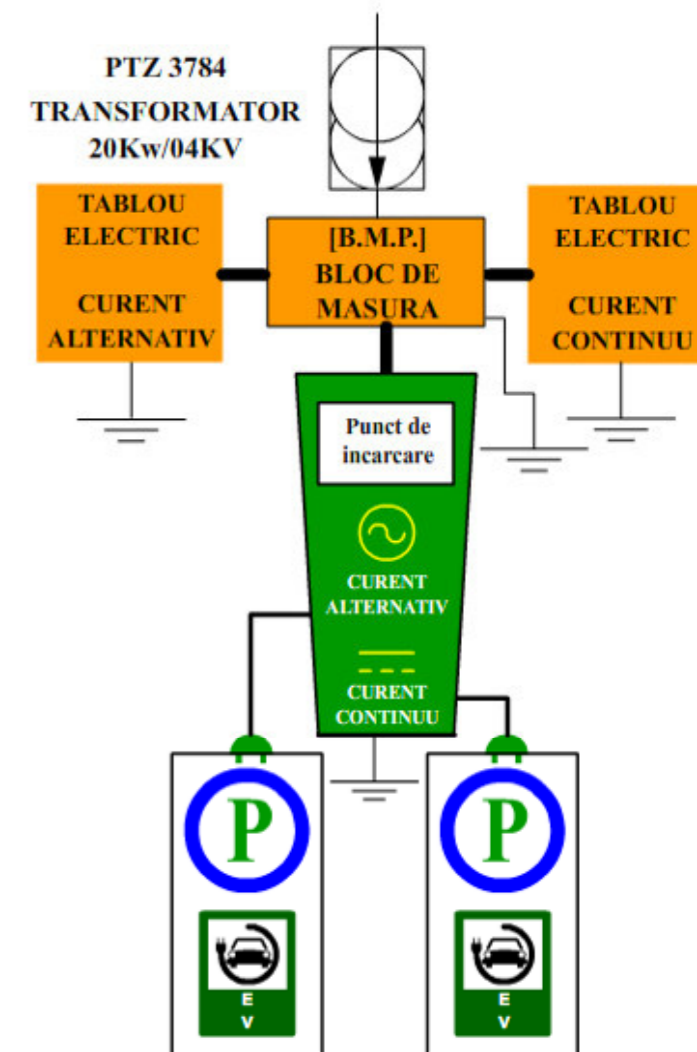 PTZ 3784
TRANSFORMATOR
20Kw/04KV
TABLOU
ELECTRIC
CURENT
ALTERNATIV
[B.M.P.]
BLOC DE
MASURA
TABLOU
ELECTRIC
CURENT
CONTINUU
Punct de
incarcare
CURENT
ALTERNATIV
CURENT
CONTINUU
P
E
V
P
E
V